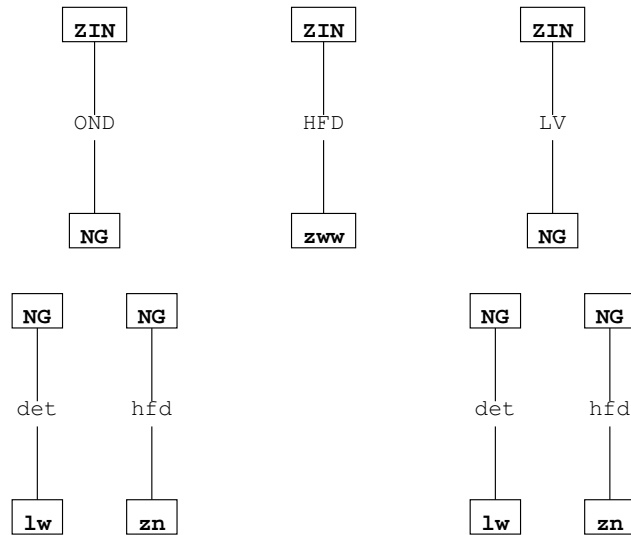 ZIN ZIN ZIN
OND HFD LV
NG zww NG
NG NG NG NG
det hfd det hfd
lw zn lw zn